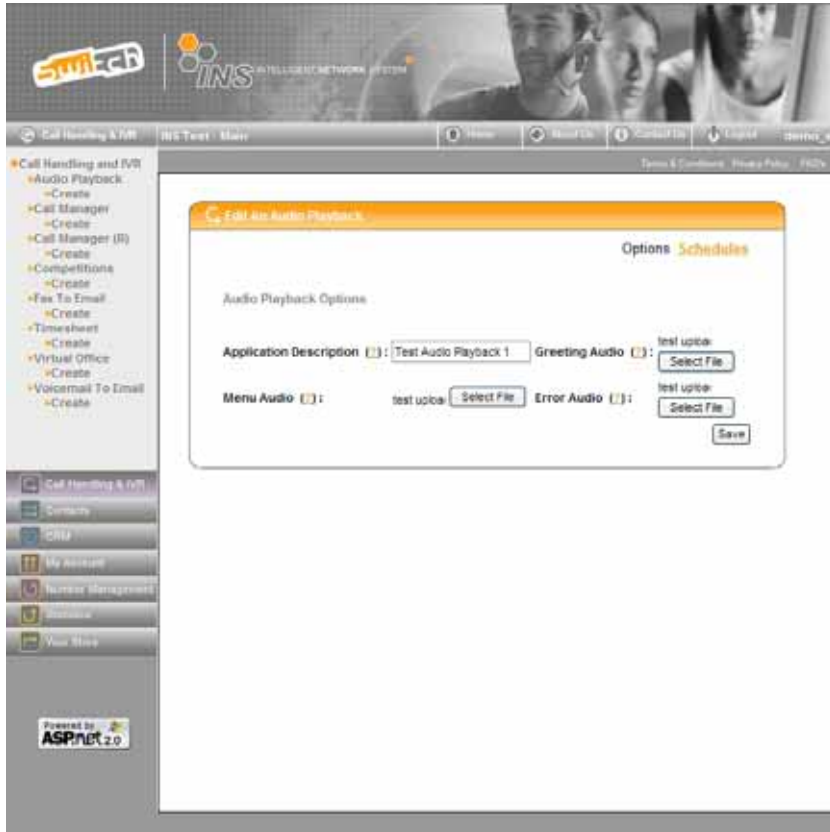 switch
INS INTELLIGENT NETWORK SYSTEM
Call Handling & IVR
INS Test : Main
Home
About Us
Contact Us
Logout
demo_
Terms & Conditions Privacy Policy FAQ's
Call Handling and IVR
Audio Playback
Create
Call Manager
Create
Call Manager (R)
Create
Competitions
Create
Fax To Email
Create
Timesheet
Create
Virtual Office
Create
Voicemail To Email
Create
Edit An Audio Playback
Options Schedules
Audio Playback Options
Application Description (?): Test Audio Playback 1 Greeting Audio (?): test uploa Select File
Menu Audio (?): test uploa Select File Error Audio (?): test uploa Select File
Save
Call Handling & IVR
Contacts
CRM
My Account
Number Management
Statistics
Your Store
Powered by
ASP.net 2.0